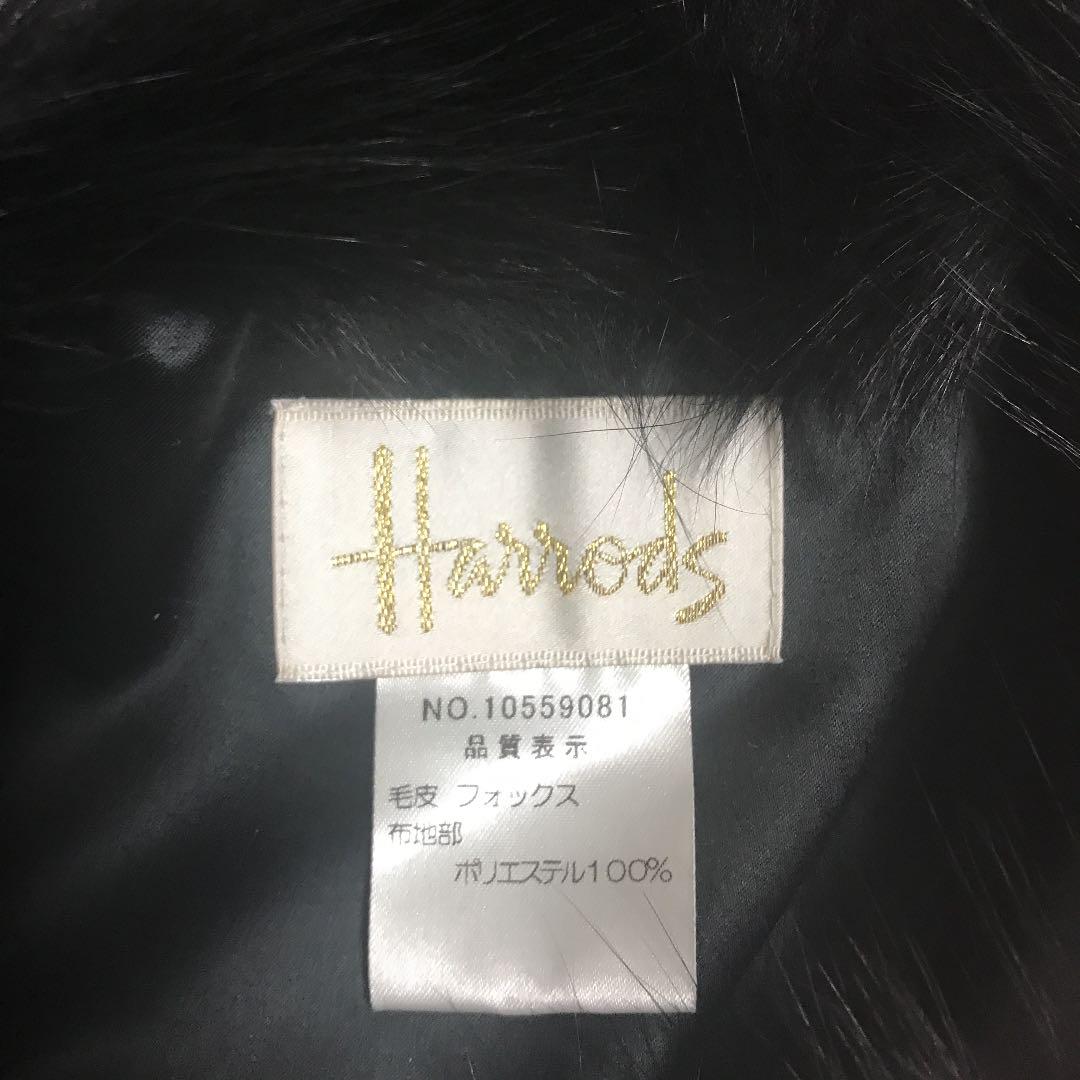 Harrods
NO.10559081
品質表示
毛皮 フォックス
布地部
ポリエステル100%